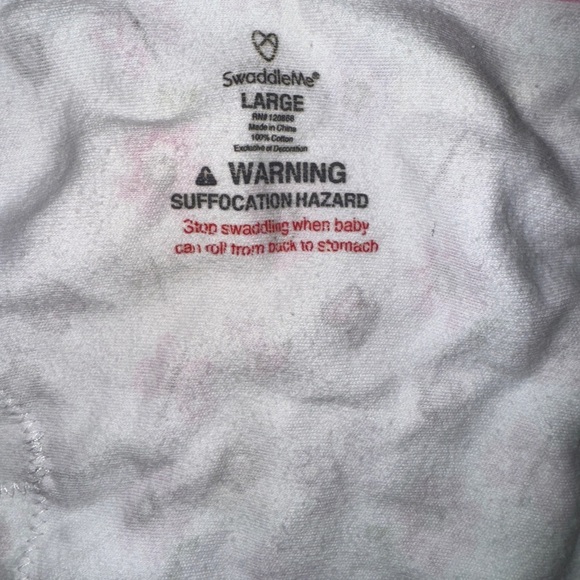 SwaddleMe®
LARGE
RN# 128898
Made in China
100% Cotton
Exclusive of Decoration
WARNING
SUFFOCATION HAZARD
Stop swaddling when baby
can roll from back to stomach